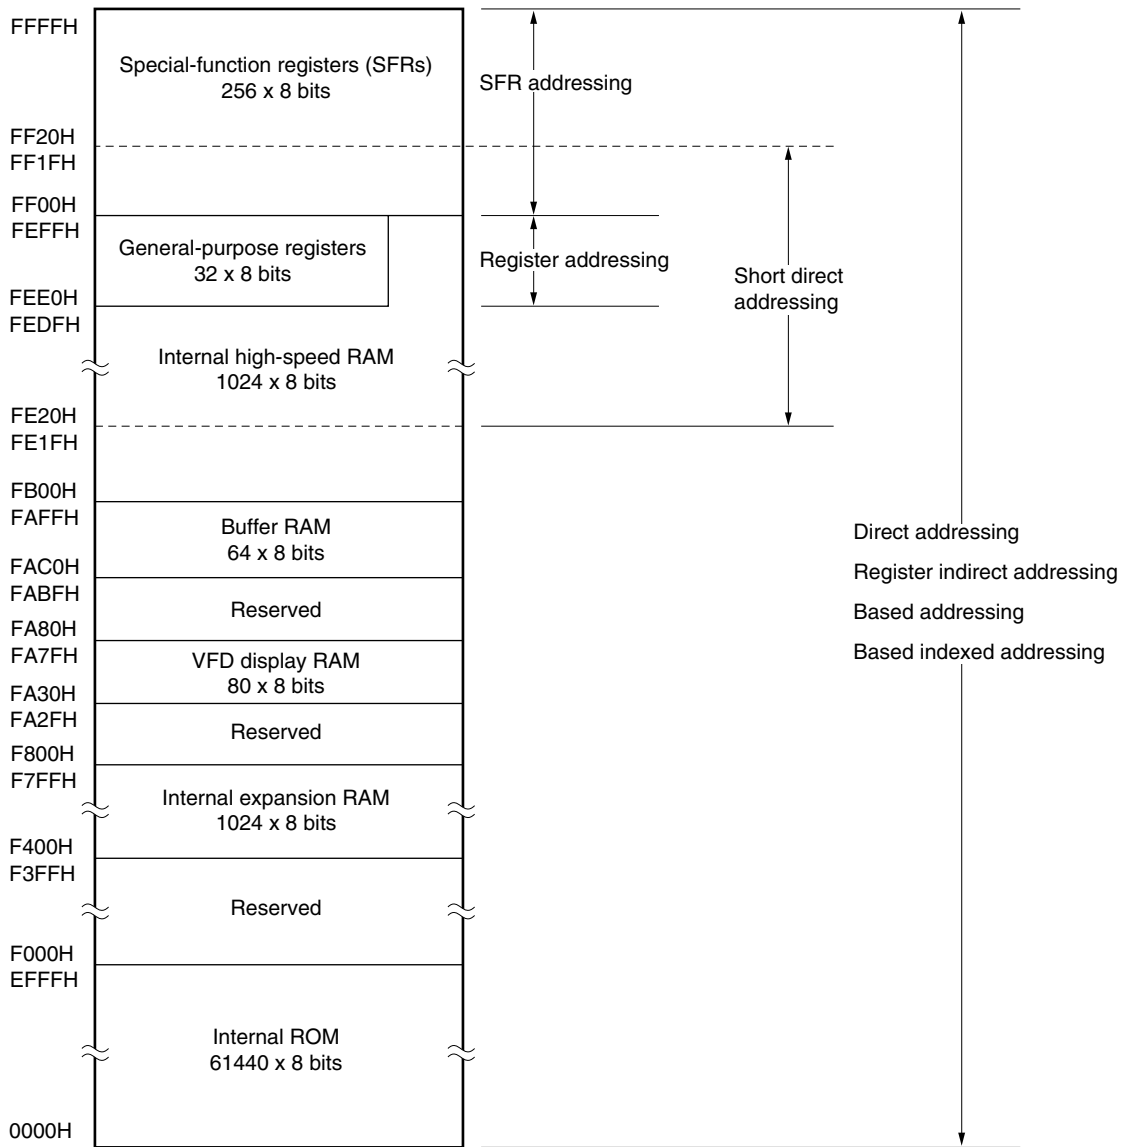 FFFFH
Special-function registers (SFRs)
256 x 8 bits
SFR addressing
FF20H
FF1FH
FF00H
FEFFH
General-purpose registers
32 x 8 bits
Register addressing
Short direct
addressing
FEE0H
FEDFH
Internal high-speed RAM
1024 x 8 bits
FE20H
FE1FH
FB00H
FAFFH
Buffer RAM
64 x 8 bits
Direct addressing
Register indirect addressing
Based addressing
Based indexed addressing
FAC0H
FABFH
Reserved
FA80H
FA7FH
VFD display RAM
80 x 8 bits
FA30H
FA2FH
Reserved
F800H
F7FFH
Internal expansion RAM
1024 x 8 bits
F400H
F3FFH
Reserved
F000H
EFFFH
Internal ROM
61440 x 8 bits
0000H